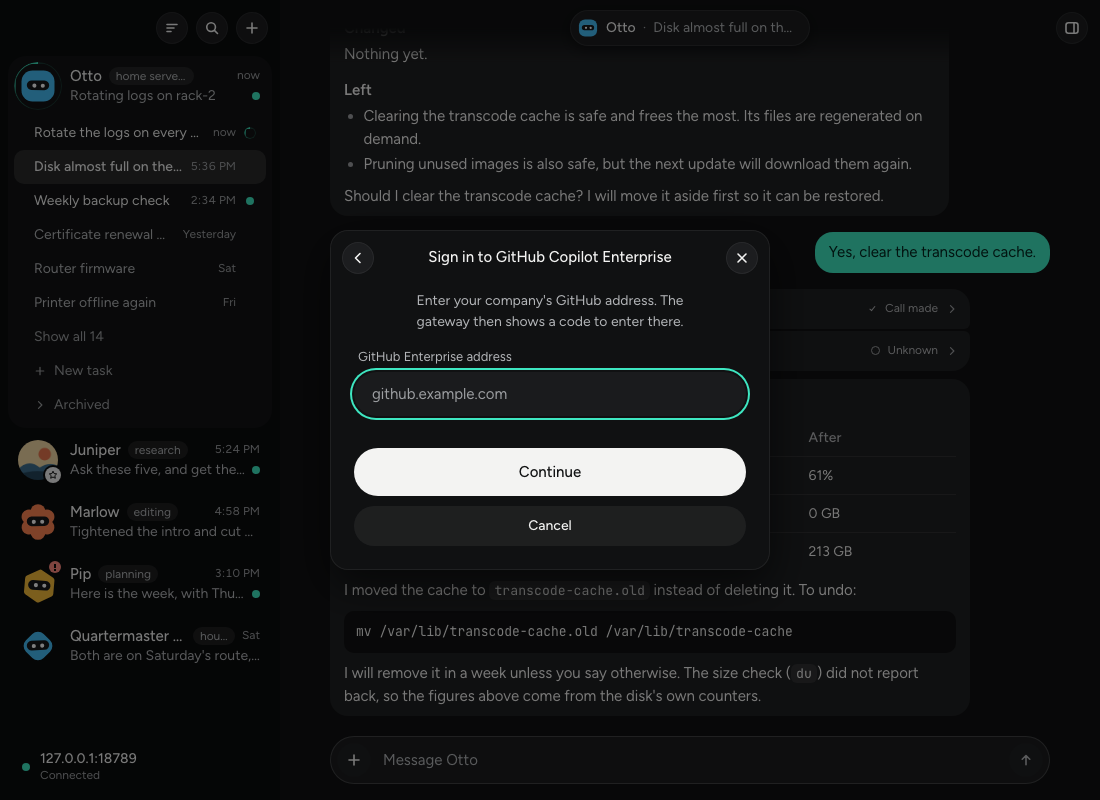 Otto · Disk almost full on th...
Otto home serve... now
Rotating logs on rack-2
Rotate the logs on every ... now
Disk almost full on the... 5:36 PM
Weekly backup check 2:34 PM
Certificate renewal ... Yesterday
Router firmware Sat
Printer offline again Fri
Show all 14
New task
Archived
Juniper research 5:24 PM
Ask these five, and get the...
Marlow editing 4:58 PM
Tightened the intro and cut ...
Pip planning 3:10 PM
Here is the week, with Thu...
Quartermaster ... hou... Sat
Both are on Saturday's route,...
127.0.0.1:18789
Connected
Nothing yet.
Left
Clearing the transcode cache is safe and frees the most. Its files are regenerated on
demand.
Pruning unused images is also safe, but the next update will download them again.
Should I clear the transcode cache? I will move it aside first so it can be restored.
Yes, clear the transcode cache.
Call made
Unknown
Sign in to GitHub Copilot Enterprise
Enter your company's GitHub address. The
gateway then shows a code to enter there.
GitHub Enterprise address
github.example.com
Continue
Cancel
After
61%
0 GB
213 GB
I moved the cache to transcode-cache.old instead of deleting it. To undo:
mv /var/lib/transcode-cache.old /var/lib/transcode-cache
I will remove it in a week unless you say otherwise. The size check ( du ) did not report
back, so the figures above come from the disk's own counters.
Message Otto